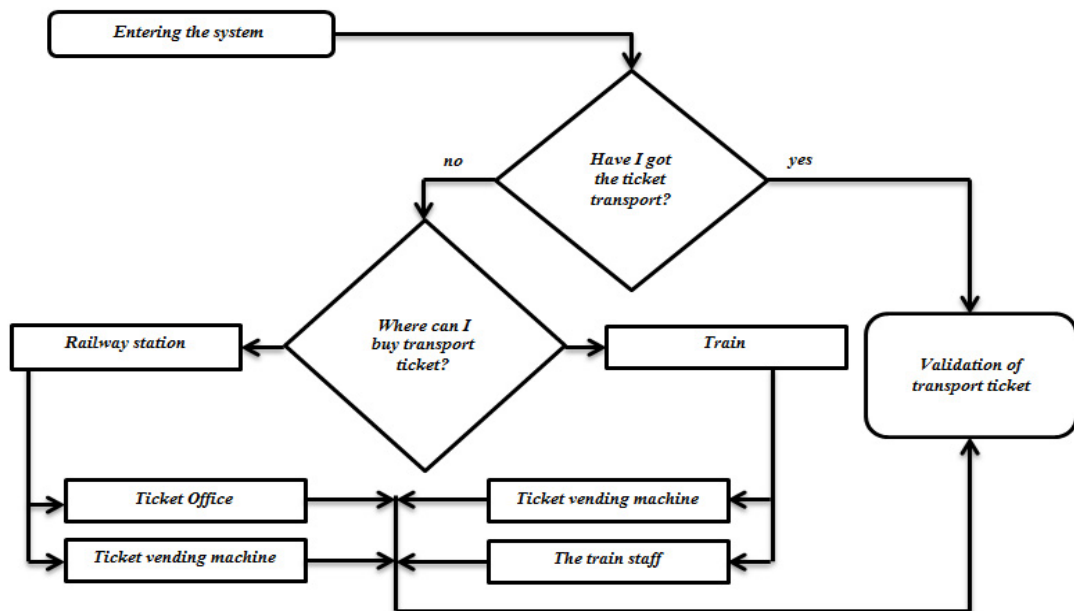 Entering the system
no
Have I got
the ticket
transport?
yes
Railway station
Where can I
buy transport
ticket?
Train
Validation of
transport ticket
Ticket Office
Ticket vending machine
Ticket vending machine
The train staff